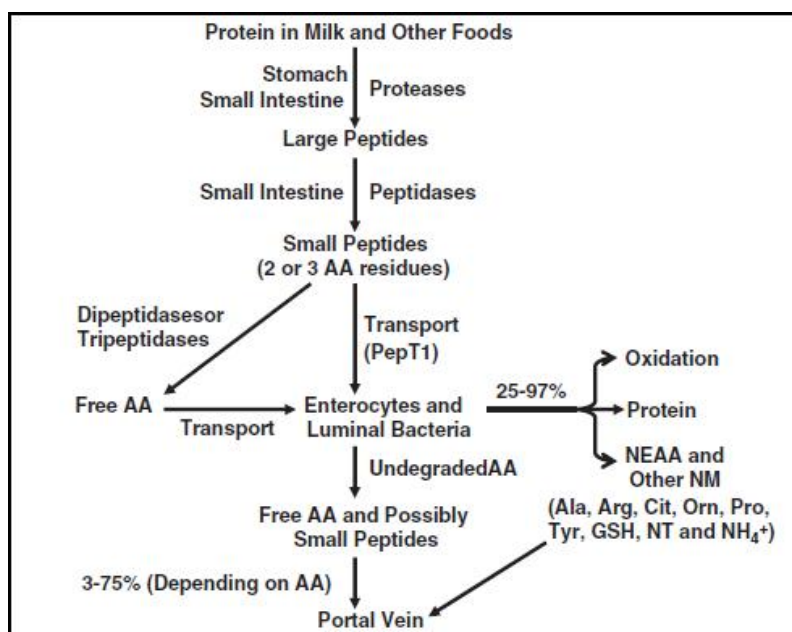 Protein in Milk and Other Foods
Stomach
Small Intestine
Proteases
Large Peptides
Small Intestine
Peptidases
Small Peptides
(2 or 3 AA residues)
Dipeptidasesor
Tripeptidases
Transport
(PepT1)
Free AA
Transport
Enterocytes and
Luminal Bacteria
25-97%
Oxidation
Protein
NEAA and
Other NM
(Ala, Arg, Cit, Orn, Pro,
Tyr, GSH, NT and NH₄⁺)
UndegradedAA
Free AA and Possibly
Small Peptides
3-75% (Depending on AA)
Portal Vein